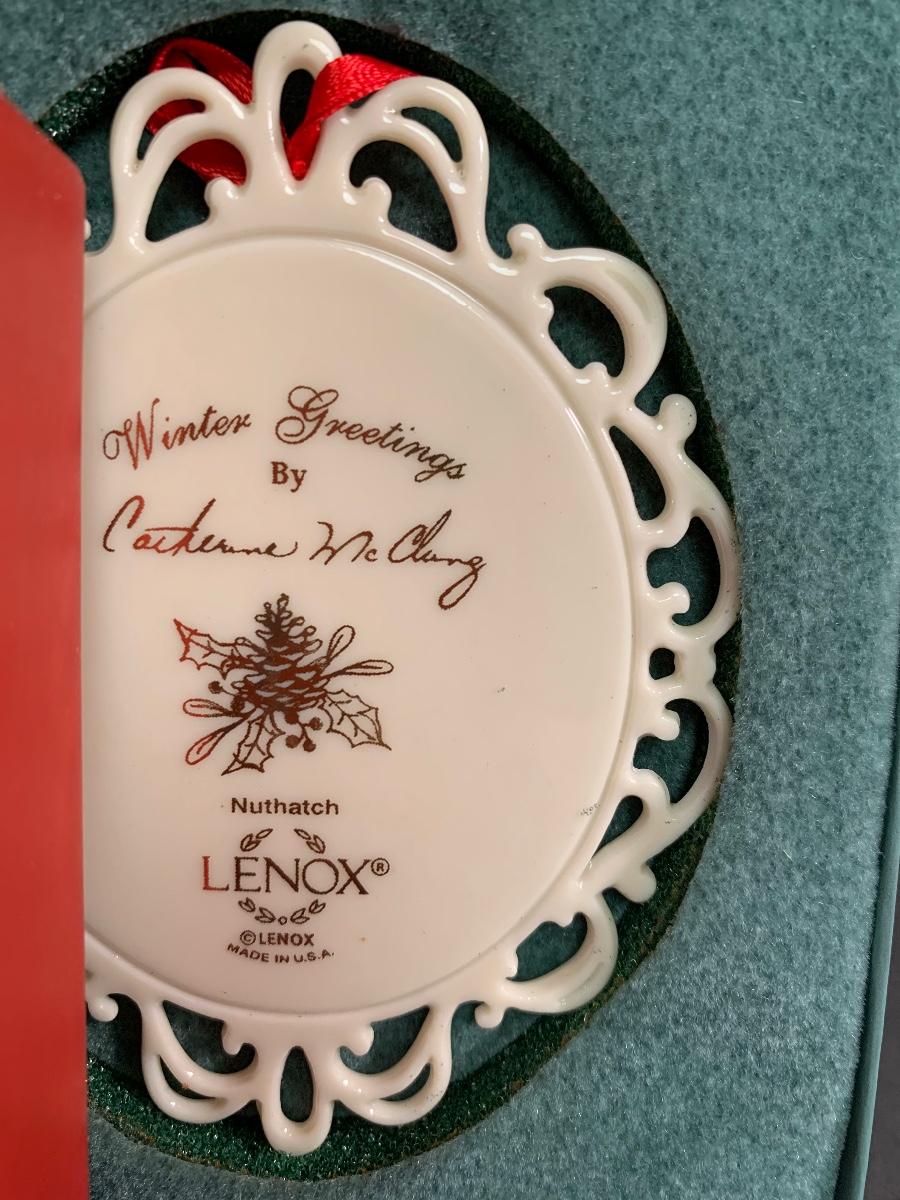 Winter Greetings
By
Catherine McClung
Nuthatch
LENOX®
© LENOX
MADE IN U.S.A.